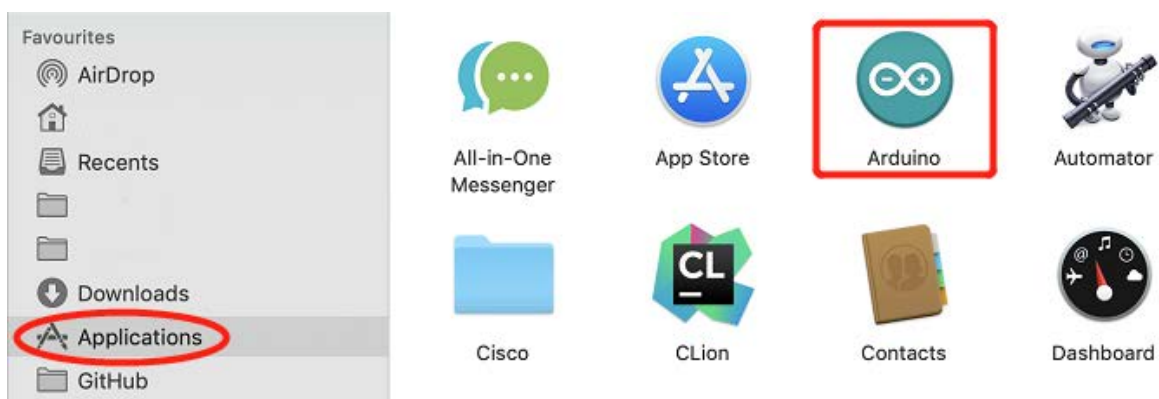 Favourites
AirDrop
Recents
Downloads
Applications
GitHub
All-in-One
Messenger
App Store
Arduino
Automator
CL
Cisco
CLion
Contacts
Dashboard